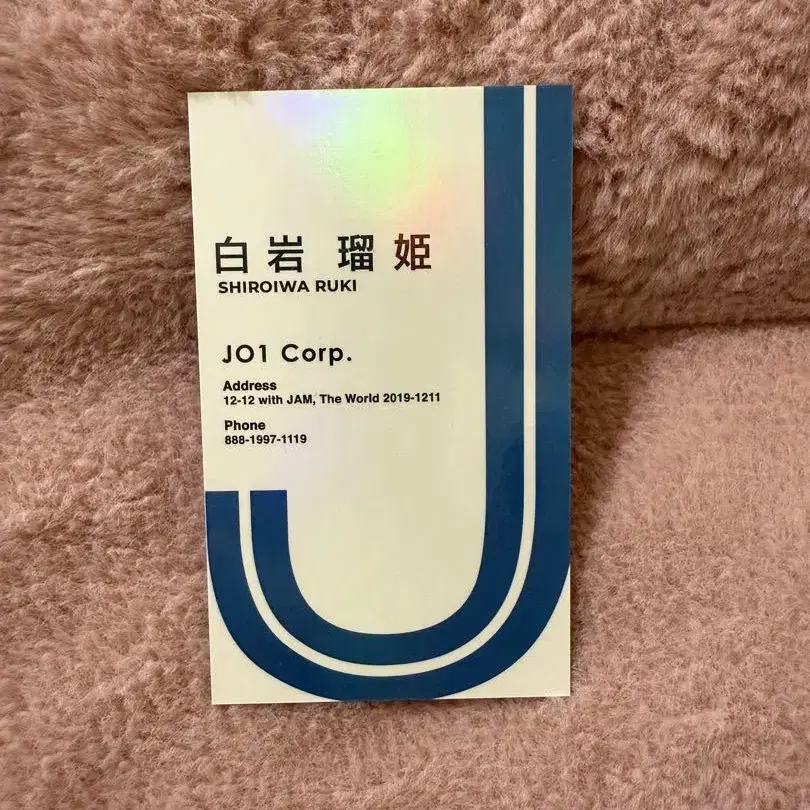 白岩 瑠姫
SHIROIWA RUKI
JO1 Corp.
Address
12-12 with JAM, The World 2019-1211
Phone
888-1997-1119